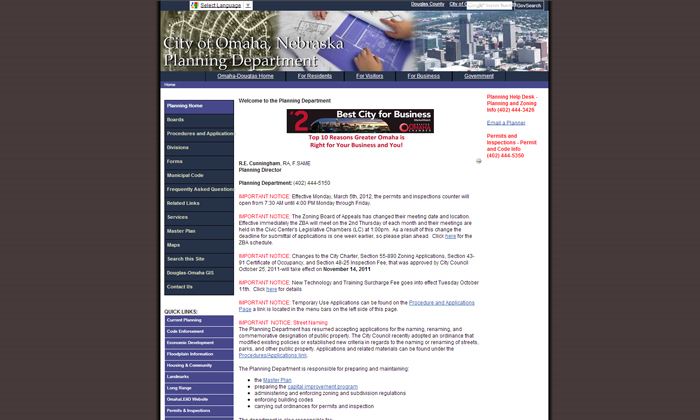 Select Language
Douglas County
City of
GovSearch
City of Omaha, Nebraska
Planning Department
Omaha-Douglas Home
For Residents
For Visitors
For Business
Government
Home
Planning Home
Boards
Procedures and Applications
Divisions
Forms
Municipal Code
Frequently Asked Questions
Related Links
Services
Master Plan
Maps
Search this Site
Douglas-Omaha GIS
Contact Us
QUICK LINKS:
Current Planning
Code Enforcement
Economic Development
Floodplain Information
Housing & Community
Landmarks
Long Range
OmahaLEAD Website
Permits & Inspections
Welcome to the Planning Department
#2 Best City for Business
OMAHA
Top 10 Reasons Greater Omaha is
Right for Your Business and You!
R.E. Cunningham, RA, F.SAME
Planning Director
Planning Department: (402) 444-5150
IMPORTANT NOTICE: Effective Monday, March 5th, 2012, the permits and inspections counter will
open from 7:30 AM until 4:00 PM Monday through Friday.
IMPORTANT NOTICE: The Zoning Board of Appeals has changed their meeting date and location.
Effective immediately the ZBA will meet on the 2nd Thursday of each month and their meetings are
held in the Civic Center's Legislative Chambers (LC) at 1:00pm. As a result of this change the
deadline for submittal of applications is one week earlier, so please plan ahead. Click here for the
ZBA schedule.
IMPORTANT NOTICE: Changes to the City Charter, Section 55-890 Zoning Applications, Section 43-
91 Certificate of Occupancy, and Section 48-25 Inspection Fee, that was approved by City Council
October 25, 2011-will take effect on November 14, 2011
IMPORTANT NOTICE: New Technology and Training Surcharge Fee goes into effect Tuesday October
11th. Click here for details.
IMPORTANT NOTICE: Temporary Use Applications can be found on the Procedure and Applications
Page a link is located in the menu bars on the left side of this page.
IMPORTANT NOTICE: Street Naming
The Planning Department has resumed accepting applications for the naming, renaming, and
commemorative designation of public property. The City Council recently adopted an ordinance that
modified existing policies or established new criteria in regards to the naming or renaming of streets,
parks, and other public property. Applications and related materials can be found under the
Procedures/Applications link.
The Planning Department is responsible for preparing and maintaining:
the Master Plan
preparing the capital improvement program
administering and enforcing zoning and subdivision regulations
enforcing building codes
carrying out ordinances for permits and inspection
Planning Help Desk -
Planning and Zoning
Info (402) 444-3426
Email a Planner
Permits and
Inspections - Permit
and Code Info
(402) 444-5350